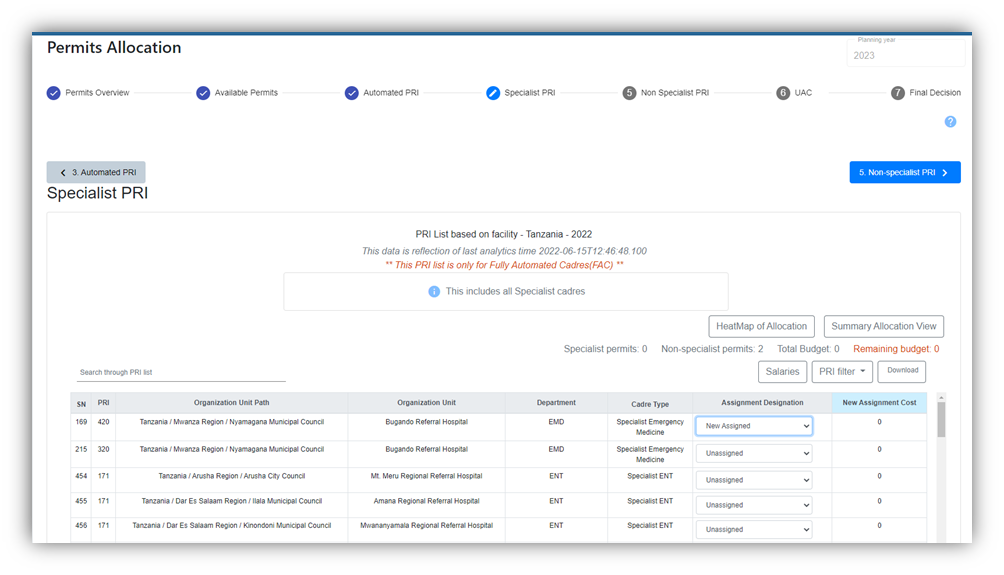 Permits Allocation
Planning year
2023
Permits Overview
Available Permits
Automated PRI
Specialist PRI
5 Non Specialist PRI
6 UAC
7 Final Decision
?
3. Automated PRI
5. Non-specialist PRI
Specialist PRI
PRI List based on facility - Tanzania - 2022
This data is reflection of last analytics time 2022-06-15T12:46:48.100
** This PRI list is only for Fully Automated Cadres(FAC) **
This includes all Specialist cadres
HeatMap of Allocation Summary Allocation View
Specialist permits: 0 Non-specialist permits: 2 Total Budget: 0 Remaining budget: 0
Search through PRI list
Salaries PRI filter Download
SN PRI Organization Unit Path Organization Unit Department Cadre Type Assignment Designation New Assignment Cost
169 420 Tanzania / Mwanza Region / Nyamagana Municipal Council Bugando Referral Hospital EMD Specialist Emergency Medicine New Assigned 0
215 320 Tanzania / Mwanza Region / Nyamagana Municipal Council Bugando Referral Hospital EMD Specialist Emergency Medicine Unassigned 0
454 171 Tanzania / Arusha Region / Arusha City Council Mt. Meru Regional Referral Hospital ENT Specialist ENT Unassigned 0
455 171 Tanzania / Dar Es Salaam Region / Ilala Municipal Council Amana Regional Referral Hospital ENT Specialist ENT Unassigned 0
456 171 Tanzania / Dar Es Salaam Region / Kinondoni Municipal Council Mwananyamala Regional Referral Hospital ENT Specialist ENT Unassigned 0